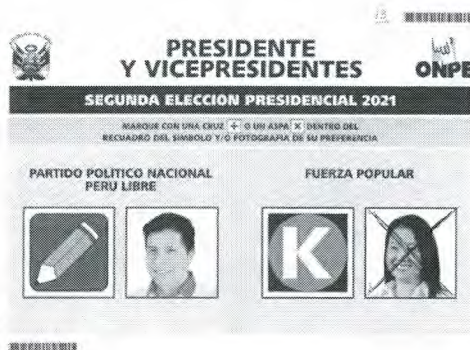 PRESIDENTE
Y VICEPRESIDENTES
ONPE
SEGUNDA ELECCION PRESIDENCIAL 2021
MARQUE CON UNA CRUZ + O UN ASPA X DENTRO DEL
RECUADRO DEL SIMBOLO Y/O FOTOGRAFIA DE SU PREFERENCIA
PARTIDO POLITICO NACIONAL
PERU LIBRE
FUERZA POPULAR
K